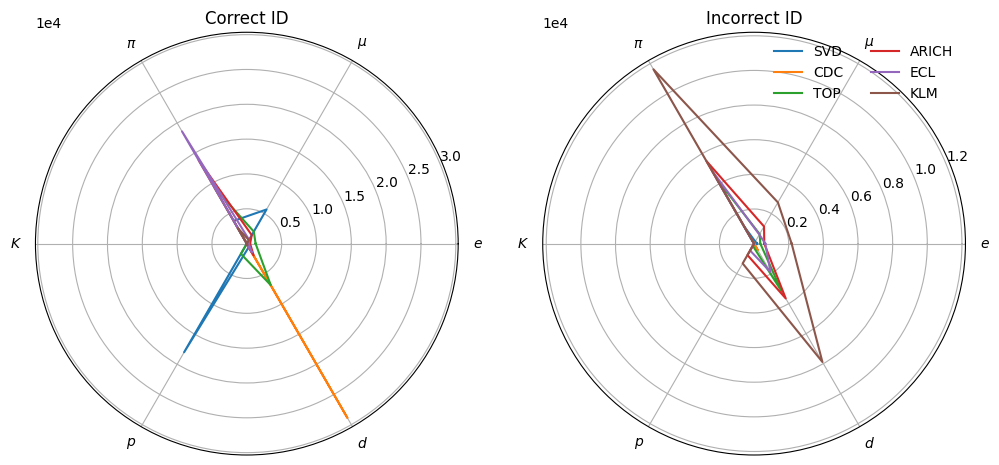 Correct ID
1e4
π
μ
K
e
p
d
0.5
1.0
1.5
2.0
2.5
3.0
Incorrect ID
1e4
π
μ
K
e
p
d
0.2
0.4
0.6
0.8
1.0
1.2
SVD
CDC
TOP
ARICH
ECL
KLM